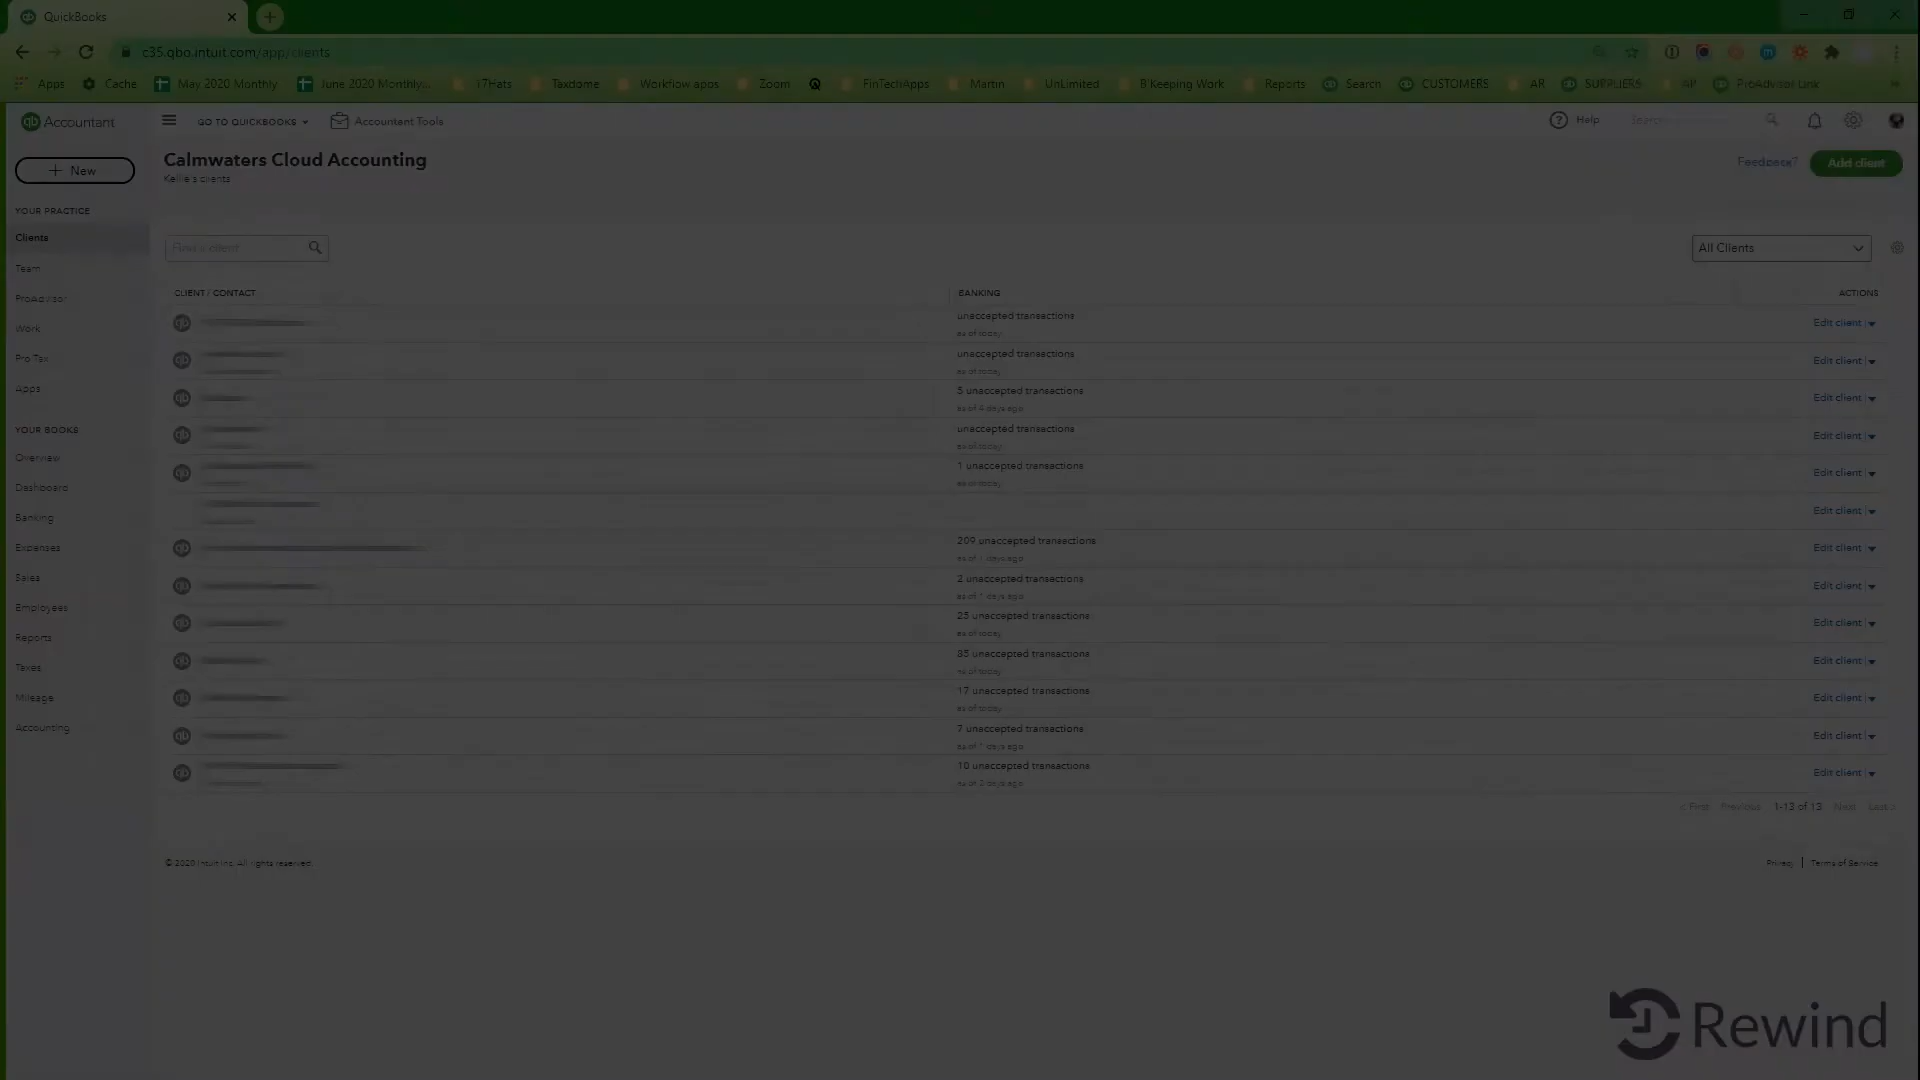 QuickBooks
c35.qbo.intuit.com/app/clients
Apps Cache May 2020 Monthly June 2020 Monthly... 17Hats Taxdome Workflow apps Zoom FinTechApps Martin UnLimited B'Keeping Work Reports Search CUSTOMERS AR SUPPLIERS AP ProAdvisor Link
qb Accountant GO TO QUICKBOOKS Accountant Tools Help Search
+ New
Calmwaters Cloud Accounting
Kellie's clients
Feedback? Add client
YOUR PRACTICE
Clients
Team
ProAdvisor
Work
Pro Tax
Apps
YOUR BOOKS
Overview
Dashboard
Banking
Expenses
Sales
Employees
Reports
Taxes
Mileage
Accounting
Find a client All Clients
CLIENT / CONTACT BANKING ACTIONS
unaccepted transactions Edit client
as of today
unaccepted transactions Edit client
as of today
5 unaccepted transactions Edit client
as of 4 days ago
unaccepted transactions Edit client
as of today
1 unaccepted transactions Edit client
as of today
Edit client
209 unaccepted transactions Edit client
as of 1 days ago
2 unaccepted transactions Edit client
as of 1 days ago
25 unaccepted transactions Edit client
as of today
85 unaccepted transactions Edit client
as of today
17 unaccepted transactions Edit client
as of today
7 unaccepted transactions Edit client
as of 1 days ago
10 unaccepted transactions Edit client
as of 2 days ago
< First Previous 1-13 of 13 Next Last >
© 2020 Intuit Inc. All rights reserved.
Privacy | Terms of Service
Rewind